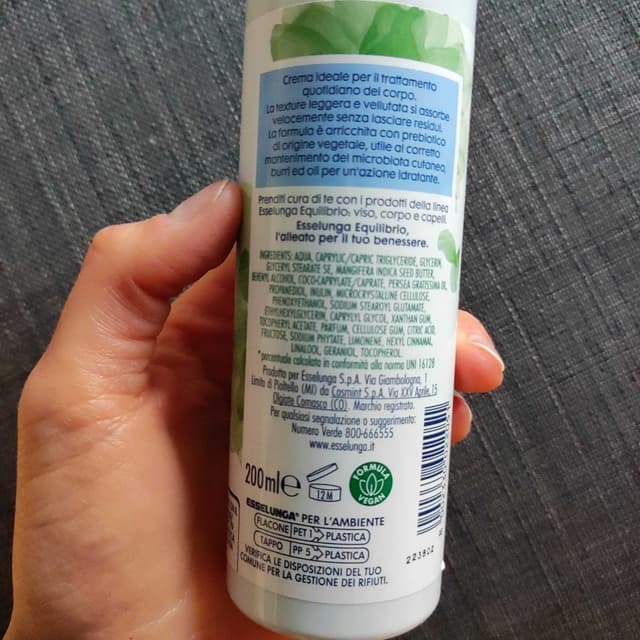 Crema ideale per il trattamento
quotidiano del corpo.
La texture leggera e vellutata si assorbe
velocemente senza lasciare residui.
La formula è arricchita con prebiotico
di origine vegetale, utile al corretto
mantenimento del microbiota cutaneo,
burri ed oli per un'azione idratante.
Prenditi cura di te con i prodotti della linea
Esselunga Equilibrio: viso, corpo e capelli.
Esselunga Equilibrio,
l'alleato per il tuo benessere.
INGREDIENTS: AQUA, CAPRYLIC/CAPRIC TRIGLYCERIDE, GLYCERIN,
GLYCERYL STEARATE SE, MANGIFERA INDICA SEED BUTTER,
BEHENYL ALCOHOL, COCO-CAPRYLATE/CAPRATE, PERSEA GRATISSIMA OIL,
PROPANEDIOL, INULIN, MICROCRYSTALLINE CELLULOSE,
PHENOXYETHANOL, SODIUM STEAROYL GLUTAMATE,
ETHYLHEXYLGLYCERIN, CAPRYLYL GLYCOL, XANTHAN GUM,
TOCOPHERYL ACETATE, PARFUM, CELLULOSE GUM, CITRIC ACID,
FRUCTOSE, SODIUM PHYTATE, LIMONENE, HEXYL CINNAMAL,
LINALOOL, GERANIOL, TOCOPHEROL.
*percentuale calcolata in conformità alla norma UNI 16128
Prodotto per Esselunga S.p.A. Via Giambologna, 1
Limito di Pioltello (MI) da Cosmint S.p.A. Via XXV Aprile, 15
Olgiate Comasco (CO). Marchio registrato.
Per qualsiasi segnalazione o suggerimento:
Numero Verde 800-666555
www.esselunga.it
200ml e
12M
FORMULA
VEGAN
ESSELUNGA® PER L'AMBIENTE
FLACONE PET 1 PLASTICA
TAPPO PP 5 PLASTICA
VERIFICA LE DISPOSIZIONI DEL TUO
COMUNE PER LA GESTIONE DEI RIFIUTI.
223802